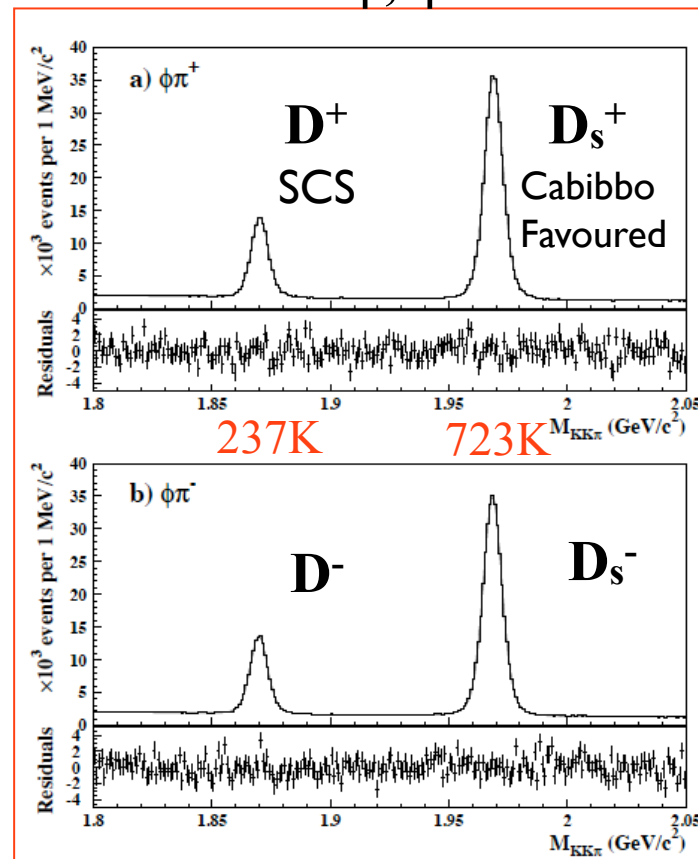 a) ϕπ⁺
D⁺
SCS
Dₛ⁺
Cabibbo
Favoured
×10³ events per 1 MeV/c²
40
35
30
25
20
15
10
5
0
Residuals
4
2
0
-2
-4
1.8 1.85 1.9 1.95 2 2.05
M_KKπ (GeV/c²)
237K 723K
b) ϕπ⁻
D⁻
Dₛ⁻
×10³ events per 1 MeV/c²
40
35
30
25
20
15
10
5
0
Residuals
4
2
0
-2
-4
1.8 1.85 1.9 1.95 2 2.05
M_KKπ (GeV/c²)